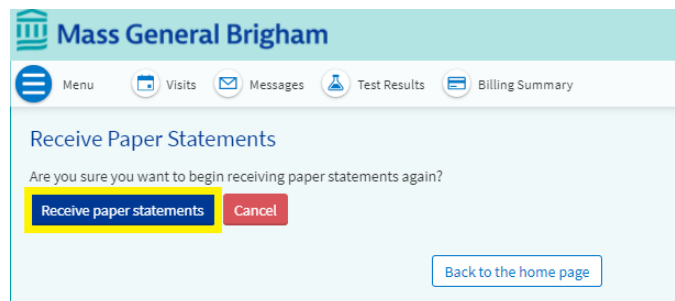 Mass General Brigham
Menu Visits Messages Test Results Billing Summary
Receive Paper Statements
Are you sure you want to begin receiving paper statements again?
Receive paper statements Cancel
Back to the home page